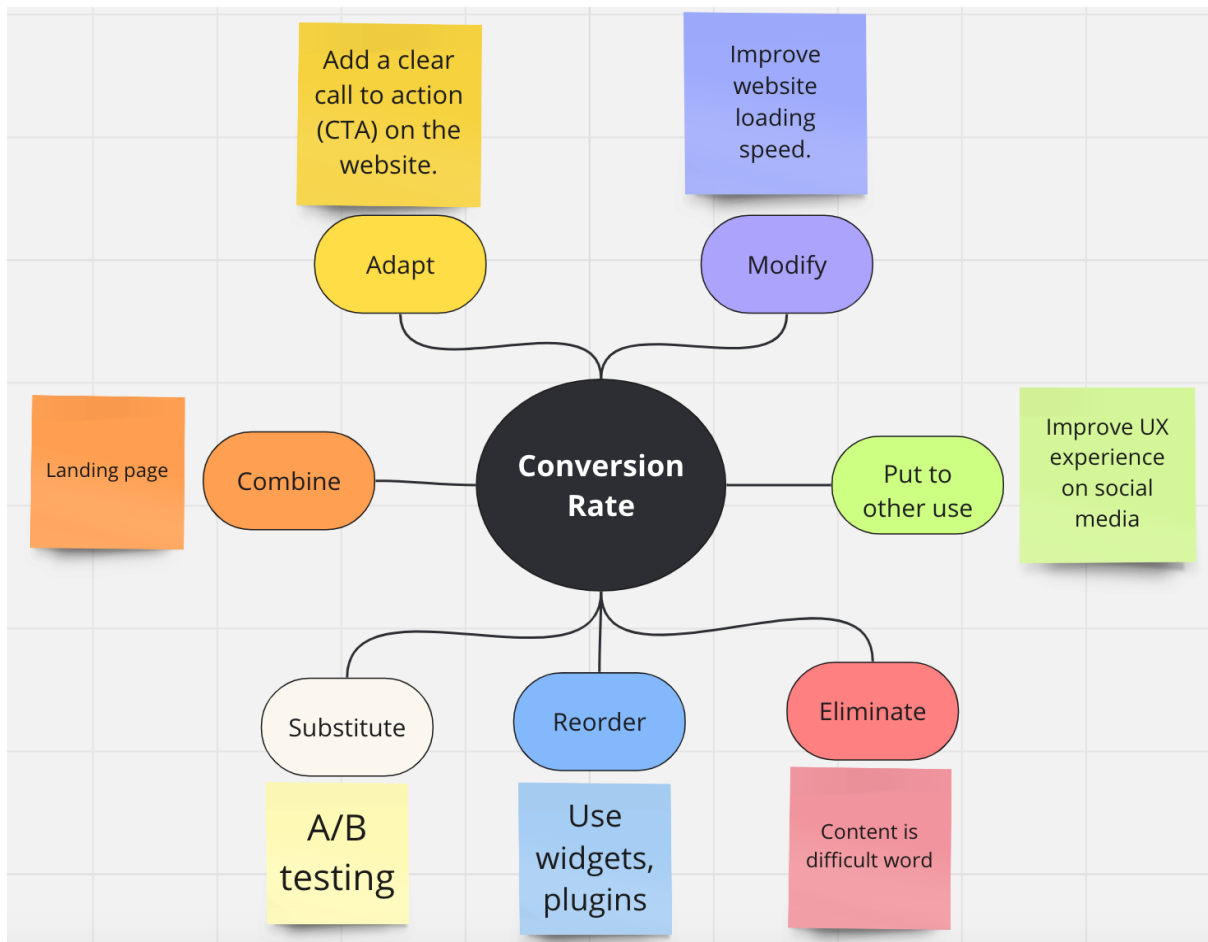 Add a clear
call to action
(CTA) on the
website.
Improve
website
loading
speed.
Adapt
Modify
Landing page
Combine
Conversion
Rate
Put to
other use
Improve UX
experience
on social
media
Substitute
Reorder
Eliminate
A/B
testing
Use
widgets,
plugins
Content is
difficult word